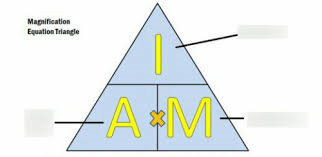 Magnification
Equation Triangle
I
A × M